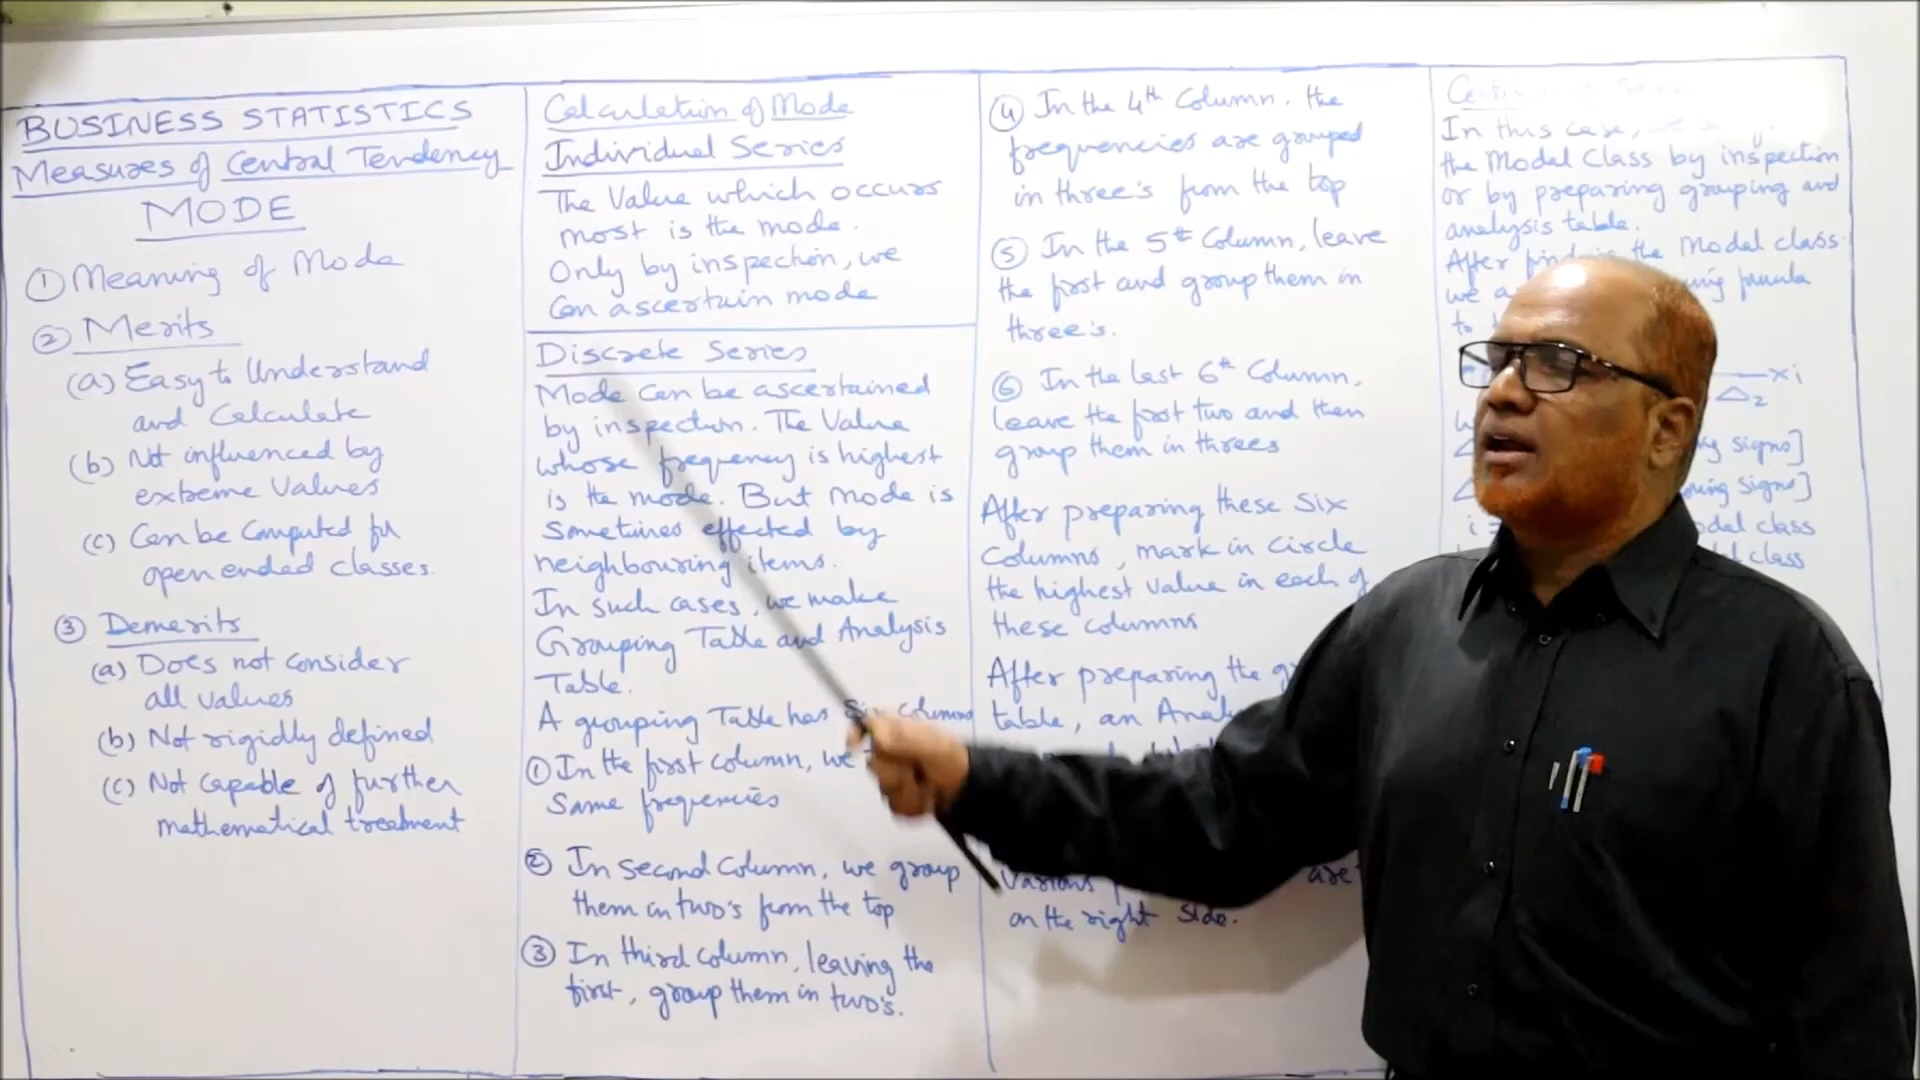 BUSINESS STATISTICS
Measures of Central Tendency
MODE
① Meaning of Mode
② Merits
(a) Easy to Understand
and Calculate
(b) Not influenced by
extreme Values
(c) Can be Computed for
open ended classes.
③ Demerits
(a) Does not consider
all values
(b) Not rigidly defined
(c) Not capable of further
mathematical treatment
Calculation of Mode
Individual Series
The Value which occurs
most is the mode.
Only by inspection, we
Can ascertain mode
Discrete Series
Mode Can be ascertained
by inspection. The Value
whose frequency is highest
is the mode. But mode is
Sometimes effected by
neighbouring items.
In such cases, we make
Grouping Table and Analysis
Table.
A grouping Table has Six columns
① In the first column, we
Same frequencies
② In Second Column, we group
them in two's from the top
③ In third column, leaving the
first, group them in two's.
④ In the 4th Column. the
frequencies are grouped
in three's from the top
⑤ In the 5th Column, leave
the first and group them in
three's.
⑥ In the last 6th Column,
leave the first two and then
group them in threes
After preparing these Six
Columns, mark in Circle
the highest value in each of
these columns
After preparing the
table, an
Various are
on the right side.
In this case, we
the Modal Class by inspection
or by preparing grouping and
analysis table.
After the Modal class
we
to
x i
Δ2
signs]
signs]
i = class
class